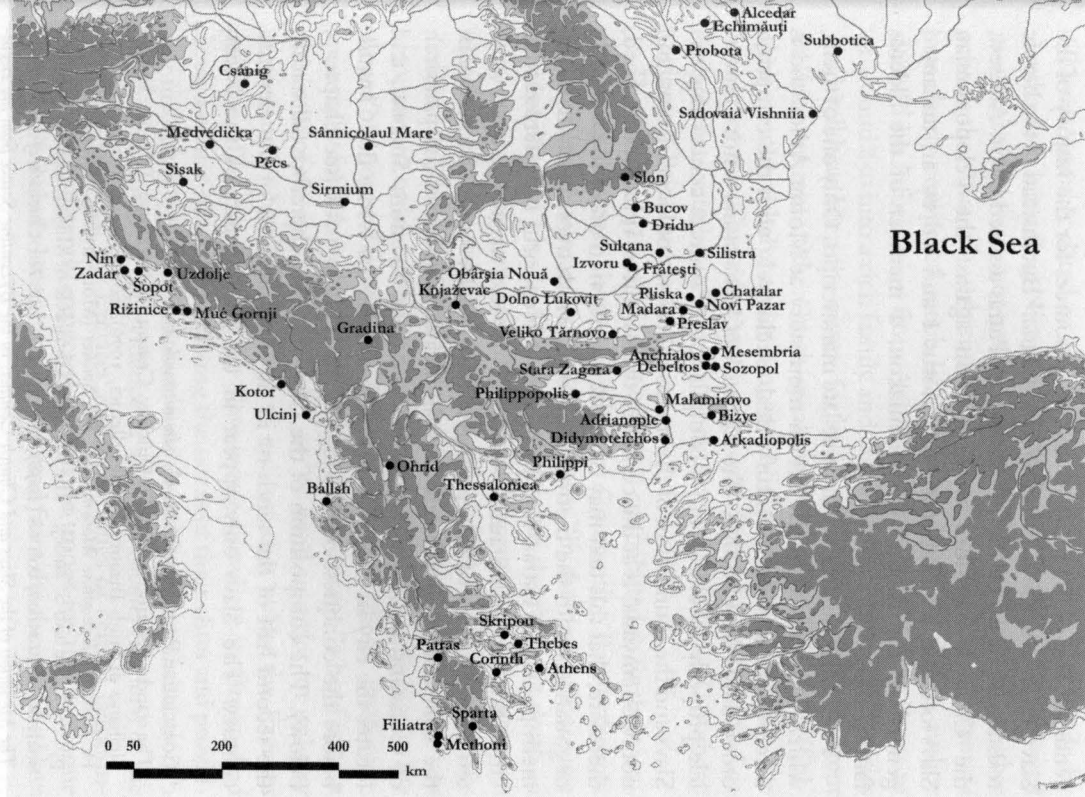 Alcedar
Echimăuți
Subbotica
Probota
Csánig
Sadovaia Vishniia
Medvedička
Sânnicolaul Mare
Pécs
Sisak
Slon
Sirmium
Bucov
Dridu
Black Sea
Sultana
Silistra
Nin
Izvoru
Frătești
Zadar
Uzdolje
Obârșia Nouă
Šopot
Chatalar
Pliska
Knjaževac
Dolno Lukovit
Novi Pazar
Rižinice
Muć Gornji
Madara
Preslav
Gradina
Veliko Târnovo
Mesembria
Anchialos
Debeltos
Sozopol
Stara Zagora
Kotor
Philippopolis
Malamirovo
Ulcinj
Adrianople
Bizye
Didymoteichos
Arkadiopolis
Ohrid
Philippi
Thessalonica
Ballsh
Skripou
Patras
Thebes
Corinth
Athens
Sparta
Filiatra
Methoni
0 50 200 400 500
km